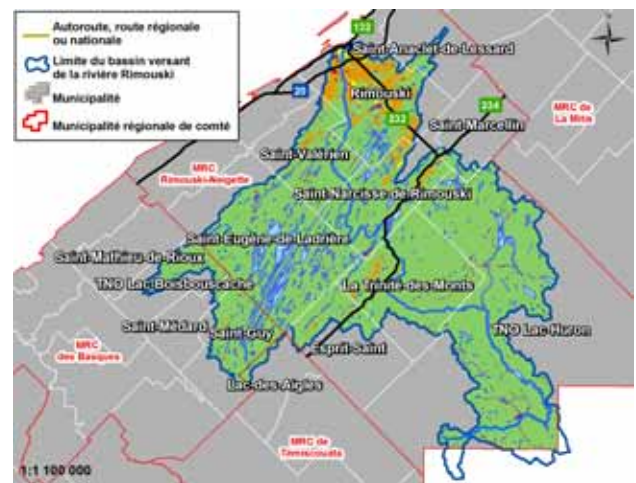 Autoroute, route régionale
ou nationale
Limite du bassin versant
de la rivière Rimouski
Municipalité
Municipalité régionale de comté
132
Saint-Anaclet-de-Lessard
20
Rimouski
232
234
Saint-Marcellin
MRC de
La Mitis
Saint-Valérien
MRC
Rimouski-Neigette
Saint-Narcisse-de-Rimouski
Saint-Eugène-de-Ladrière
Saint-Mathieu-de-Rioux
TNO Lac Boisbouscache
La Trinité-des-Monts
Saint-Médard
Saint-Guy
TNO Lac-Huron
Esprit-Saint
MRC
des Basques
Lac-des-Aigles
MRC de
Témiscouata
1:1 100 000